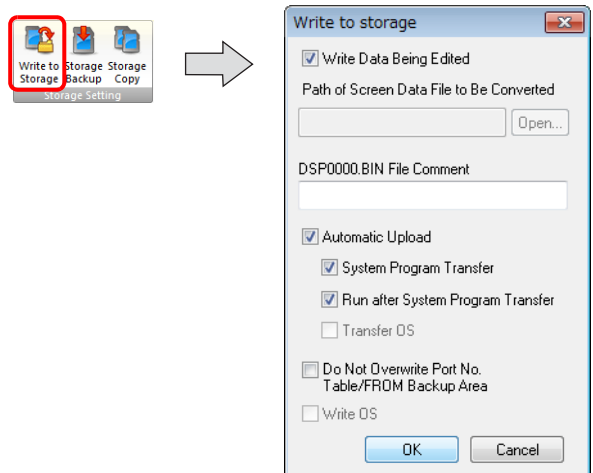 Write to Storage Storage
Storage Backup Copy
Storage Setting
Write to storage
Write Data Being Edited
Path of Screen Data File to Be Converted
Open...
DSP0000.BIN File Comment
Automatic Upload
System Program Transfer
Run after System Program Transfer
Transfer OS
Do Not Overwrite Port No.
Table/FROM Backup Area
Write OS
OK Cancel